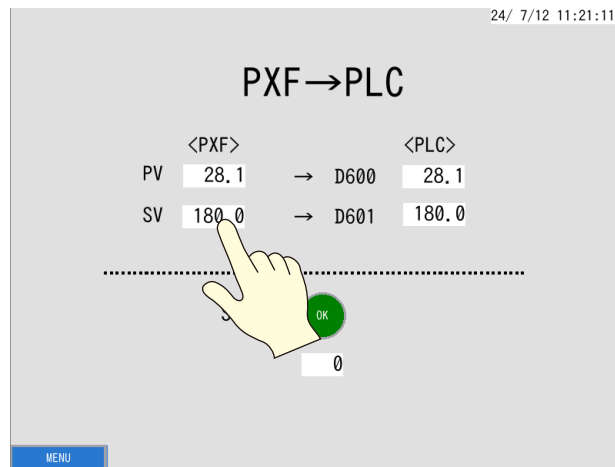 24/ 7/12 11:21:11
PXF→PLC
<PXF> <PLC>
PV 28.1 → D600 28.1
SV 180.0 → D601 180.0
OK
0
MENU